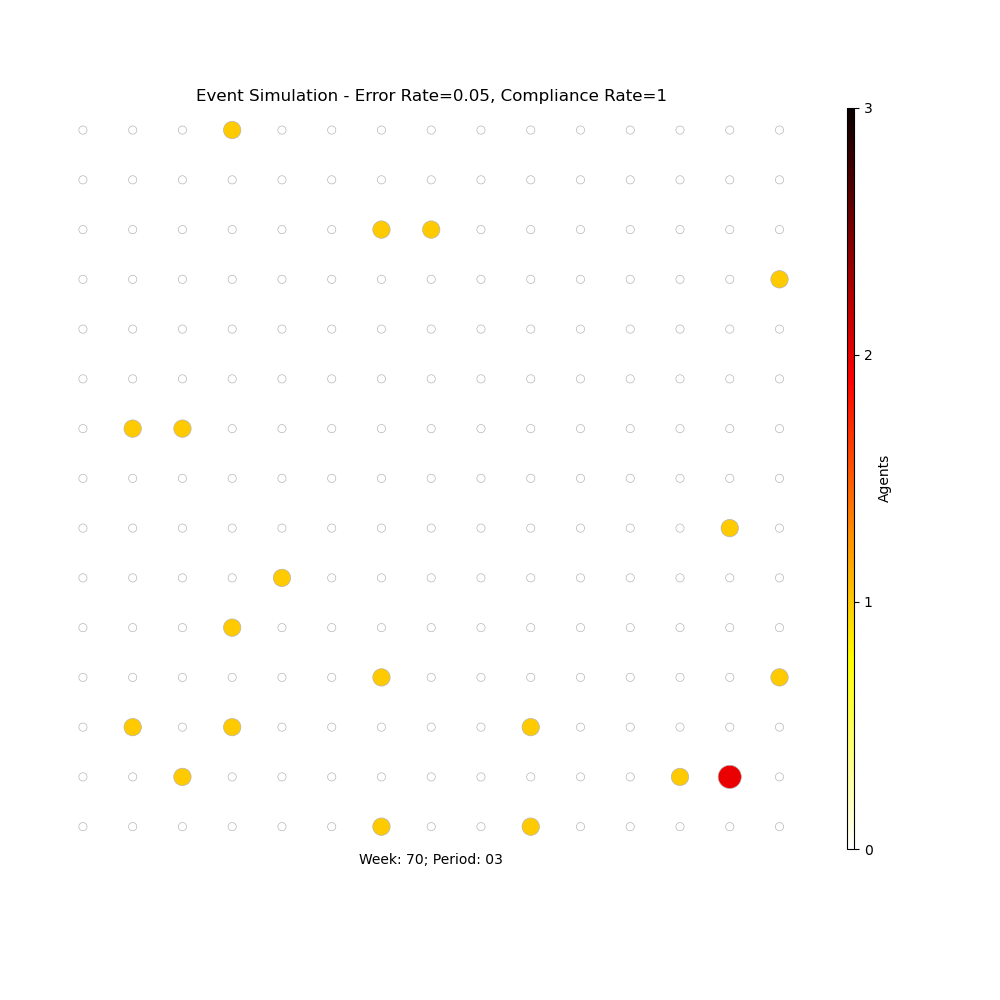 Event Simulation - Error Rate=0.05, Compliance Rate=1
3
2
Agents
1
0
Week: 70; Period: 03